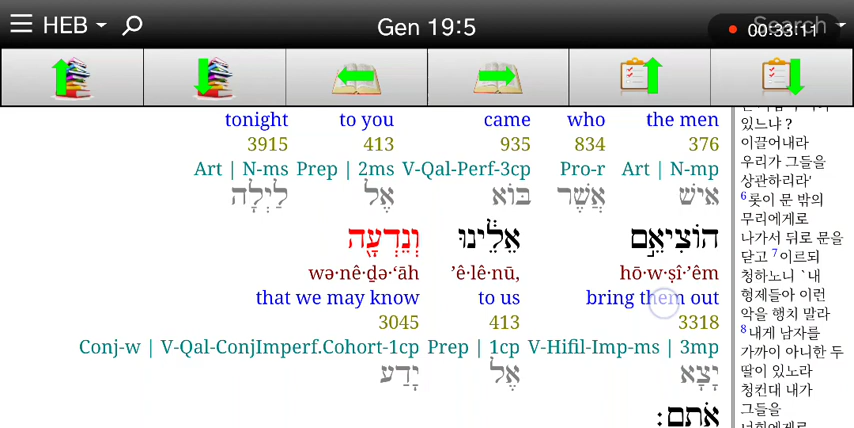 HEB
Gen 19:5
Search
00:33:11
tonight to you came who the men
3915 413 935 834 376
Art | N-ms Prep | 2ms V-Qal-Perf-3cp Pro-r Art | N-mp
אִישׁ אֲשֶׁר בּוֹא אֶל לַיְלָה
הוֹצִיאֵ֣ם אֵלֵ֔ינוּ וְנֵדְעָ֖ה
wə·nê·ḏə·‘āh ’ê·lê·nū, hō·w·ṣî·’êm
that we may know to us bring them out
3045 413 3318
Conj-w | V-Qal-ConjImperf.Cohort-1cp Prep | 1cp V-Hifil-Imp-ms | 3mp
יָצָא אֶל יָדַע
אֹתָֽם׃
있느냐 ?
이끌어내라
우리가 그들을
상관하리라'
6롯이 문 밖의
무리에게로
나가서 뒤로 문을
닫고 7이르되
청하노니 `내
형제들아 이런
악을 행치 말라
8내게 남자를
가까이 아니한 두
딸이 있노라
청컨대 내가
그들을